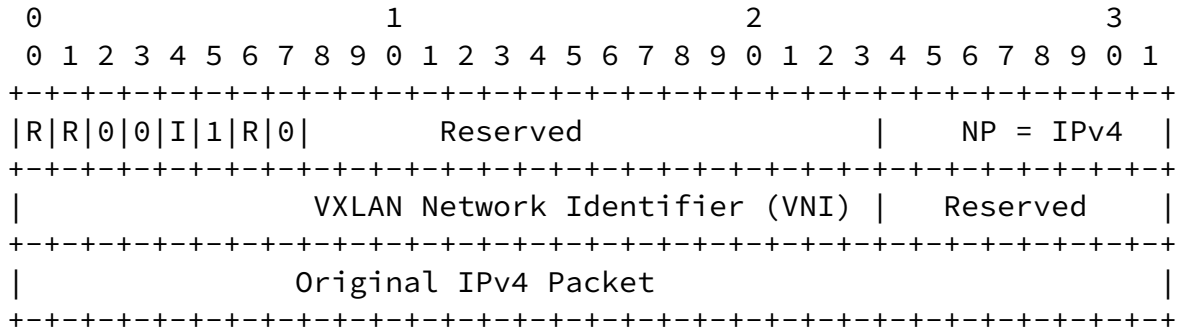 0                   1                   2                   3
 0 1 2 3 4 5 6 7 8 9 0 1 2 3 4 5 6 7 8 9 0 1 2 3 4 5 6 7 8 9 0 1
+-+-+-+-+-+-+-+-+-+-+-+-+-+-+-+-+-+-+-+-+-+-+-+-+-+-+-+-+-+-+-+-+
|R|R|0|0|I|1|R|0|       Reserved                |    NP = IPv4  |
+-+-+-+-+-+-+-+-+-+-+-+-+-+-+-+-+-+-+-+-+-+-+-+-+-+-+-+-+-+-+-+-+
|                VXLAN Network Identifier (VNI) |   Reserved    |
+-+-+-+-+-+-+-+-+-+-+-+-+-+-+-+-+-+-+-+-+-+-+-+-+-+-+-+-+-+-+-+-+
|               Original IPv4 Packet                            |
+-+-+-+-+-+-+-+-+-+-+-+-+-+-+-+-+-+-+-+-+-+-+-+-+-+-+-+-+-+-+-+-+